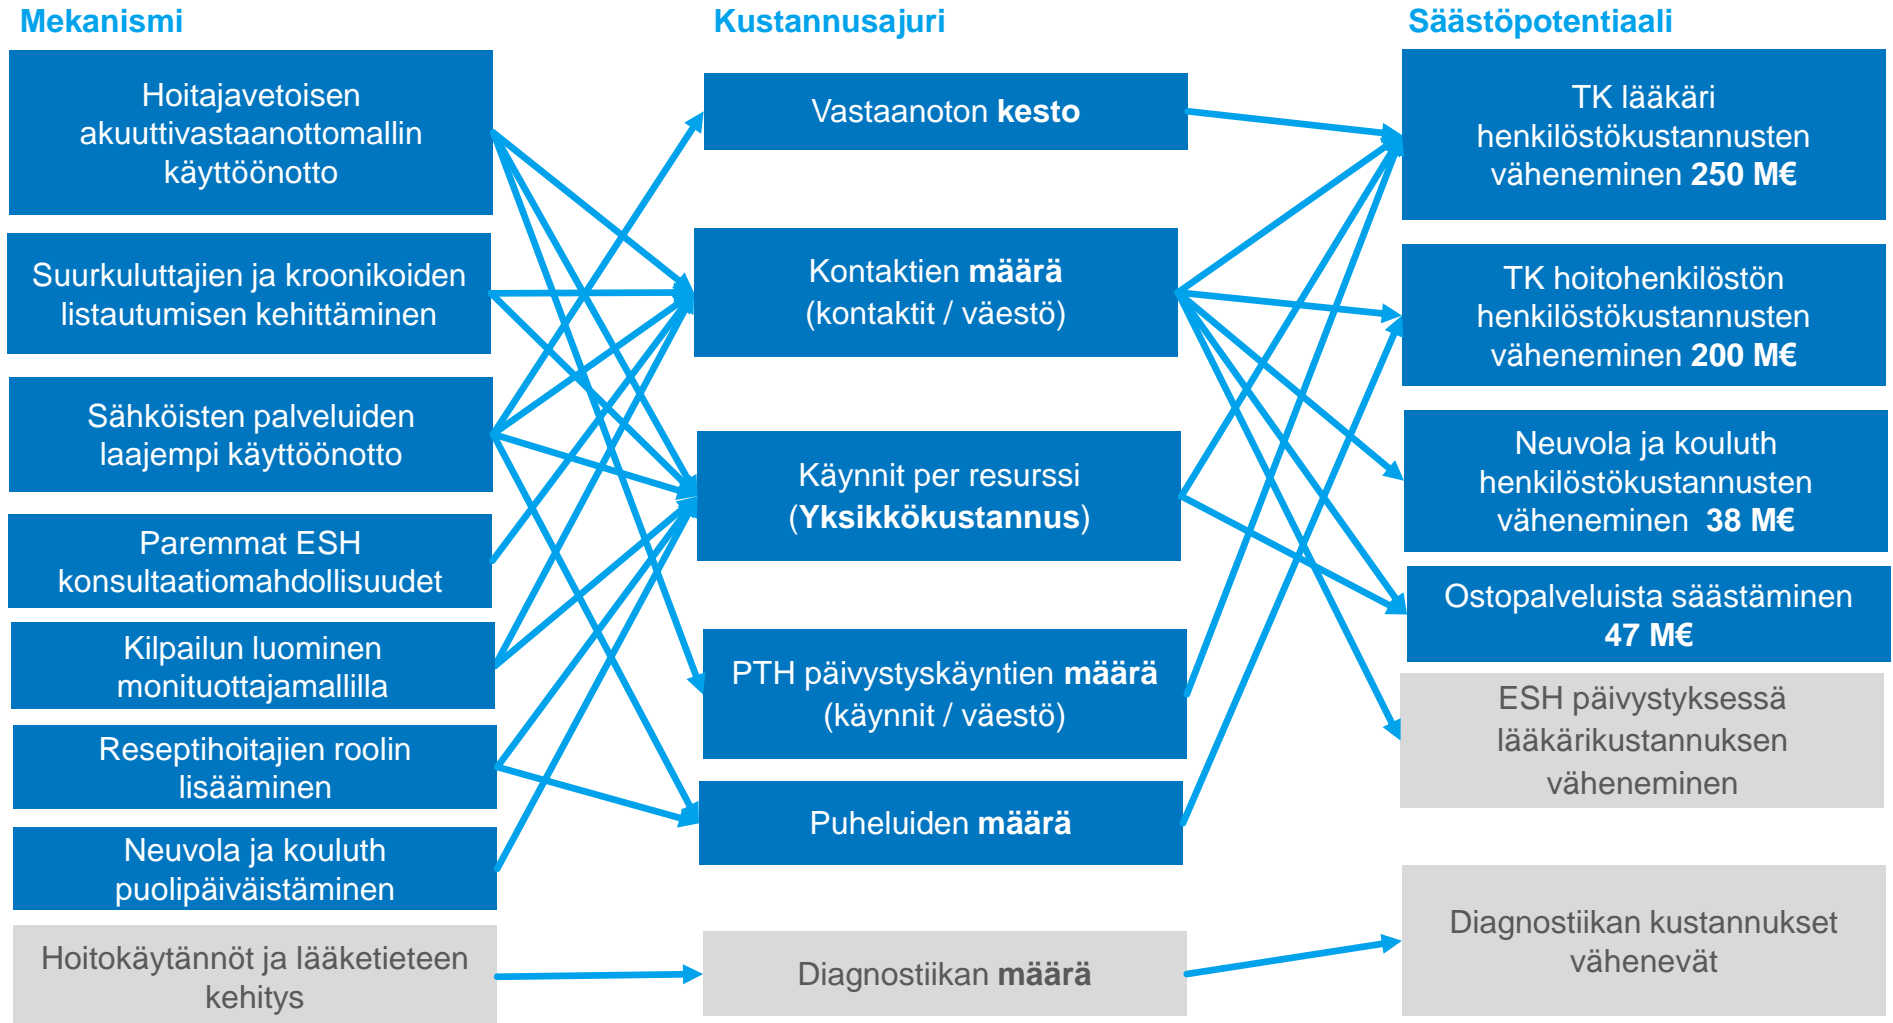 Mekanismi
Hoitajavetoisen
akuuttivastaanottomallin
käyttöönotto
Suurkuluttajien ja kroonikoiden
listautumisen kehittäminen
Sähköisten palveluiden
laajempi käyttöönotto
Paremmat ESH
konsultaatiomahdollisuudet
Kilpailun luominen
monituottajamallilla
Reseptihoitajien roolin
lisääminen
Neuvola ja kouluth
puolipäiväistäminen
Hoitokäytännöt ja lääketieteen
kehitys
Kustannusajuri
Vastaanoton kesto
Kontaktien määrä
(kontaktit / väestö)
Käynnit per resurssi
(Yksikkökustannus)
PTH päivystyskäyntien määrä
(käynnit / väestö)
Puheluiden määrä
Diagnostiikan määrä
Säästöpotentiaali
TK lääkäri
henkilöstökustannusten
väheneminen 250 M€
TK hoitohenkilöstön
henkilöstökustannusten
väheneminen 200 M€
Neuvola ja kouluth
henkilöstökustannusten
väheneminen 38 M€
Ostopalveluista säästäminen
47 M€
ESH päivystyksessä
lääkärikustannuksen
väheneminen
Diagnostiikan kustannukset
vähenevät